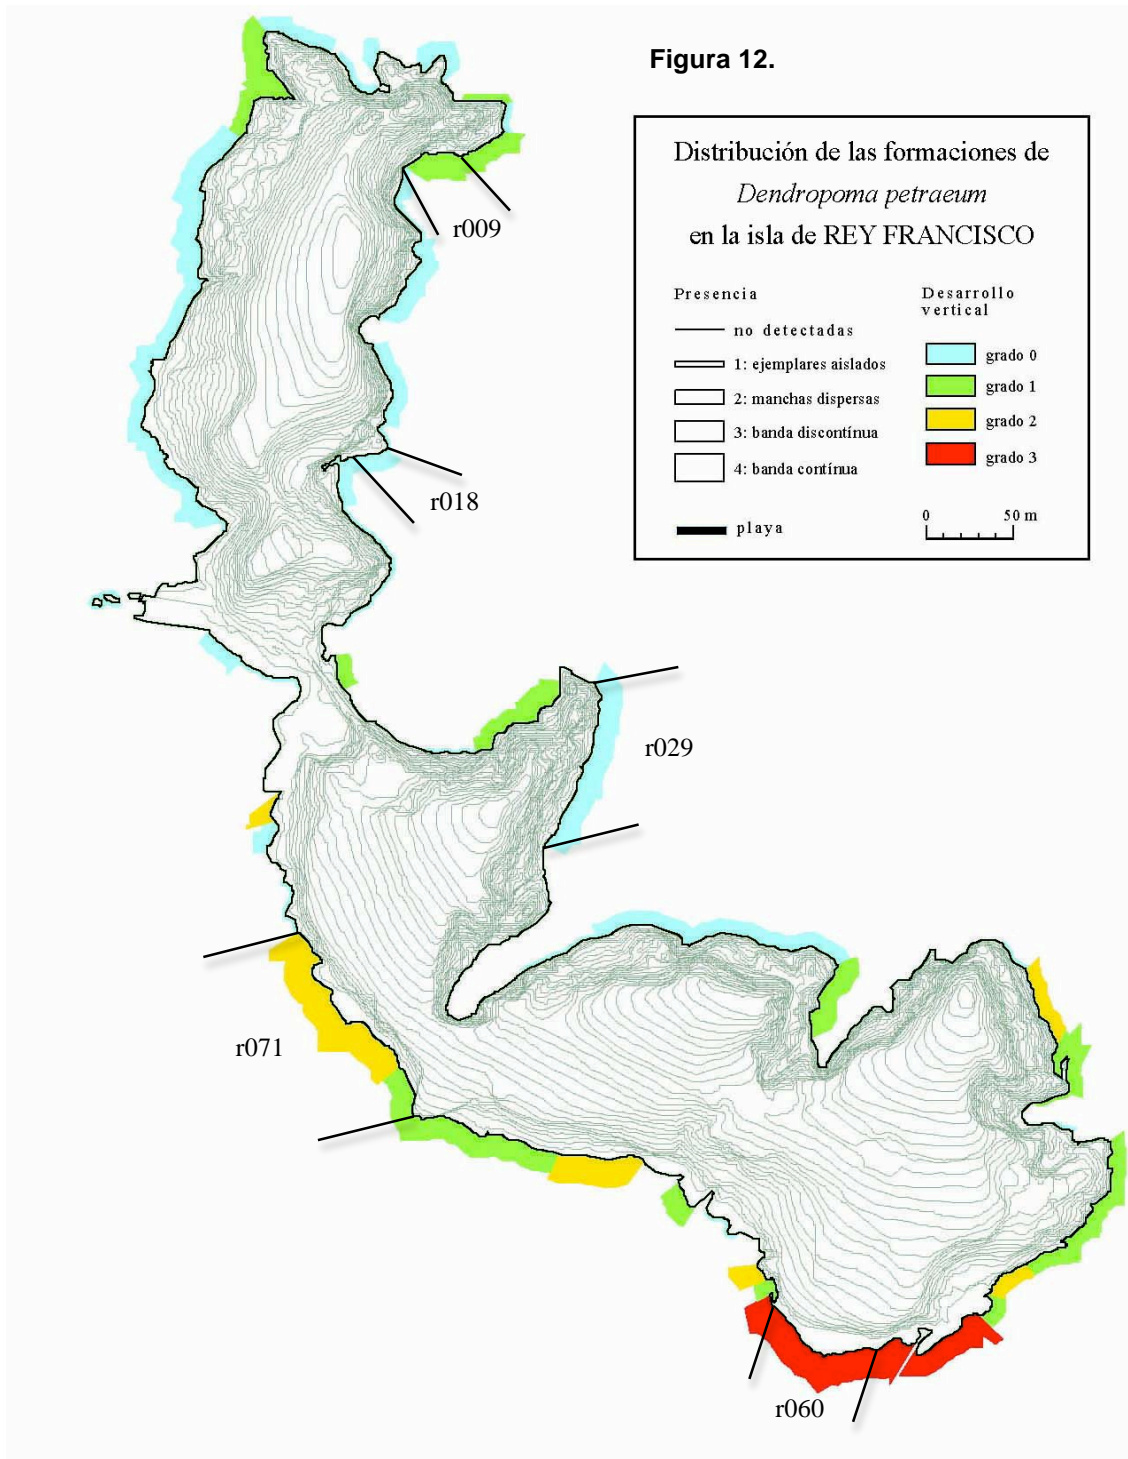 Figura 12.
Distribución de las formaciones de
Dendropoma petraeum
en la isla de REY FRANCISCO
Presencia
no detectadas
1: ejemplares aislados
2: manchas dispersas
3: banda discontínua
4: banda contínua
playa
Desarrollo
vertical
grado 0
grado 1
grado 2
grado 3
0 50 m
r009
r018
r029
r071
r060